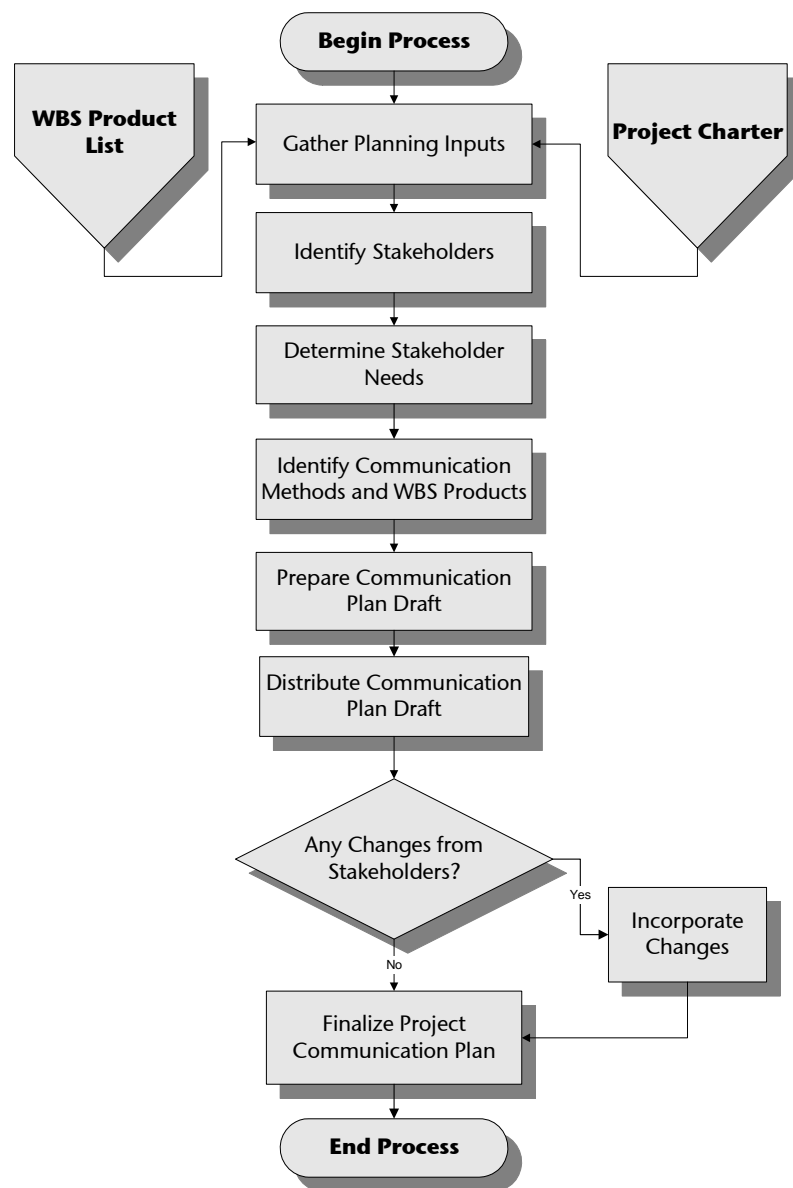 Begin Process
WBS Product
List
Project Charter
Gather Planning Inputs
Identify Stakeholders
Determine Stakeholder
Needs
Identify Communication
Methods and WBS Products
Prepare Communication
Plan Draft
Distribute Communication
Plan Draft
Any Changes from
Stakeholders?
Yes
Incorporate
Changes
No
Finalize Project
Communication Plan
End Process